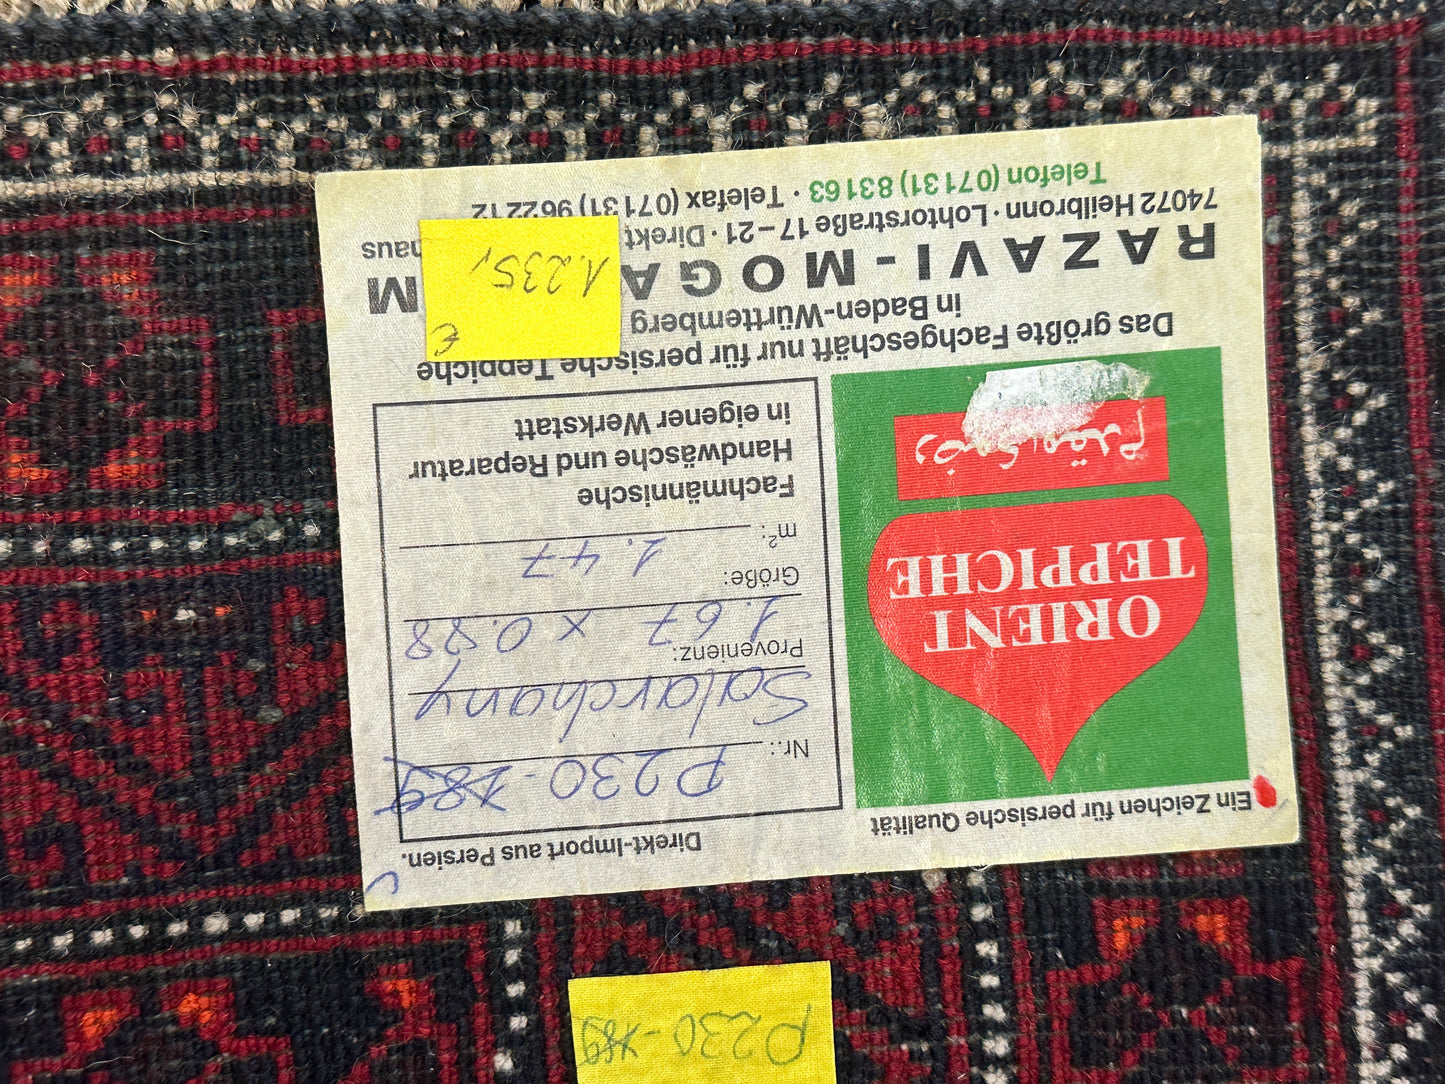 Direkt-Import aus Persien.
Nr.: P230-
Salarchany
Provenienz:
1.67 x 0.88
Größe:
m²: 1.47
Fachmännische
Handwäsche und Reparatur
in eigener Werkstatt
Ein Zeichen für persische Qualität
ORIENT
TEPPICHE
Das größte Fachgeschäft nur für persische Teppiche
in Baden-Württemberg
RAZAVI-MOGA M
74072 Heilbronn · Lohtorstraße 17-21 · Direkt haus
Telefon (07131) 83163 · Telefax (07131) 962212
€
1.235,
P230-